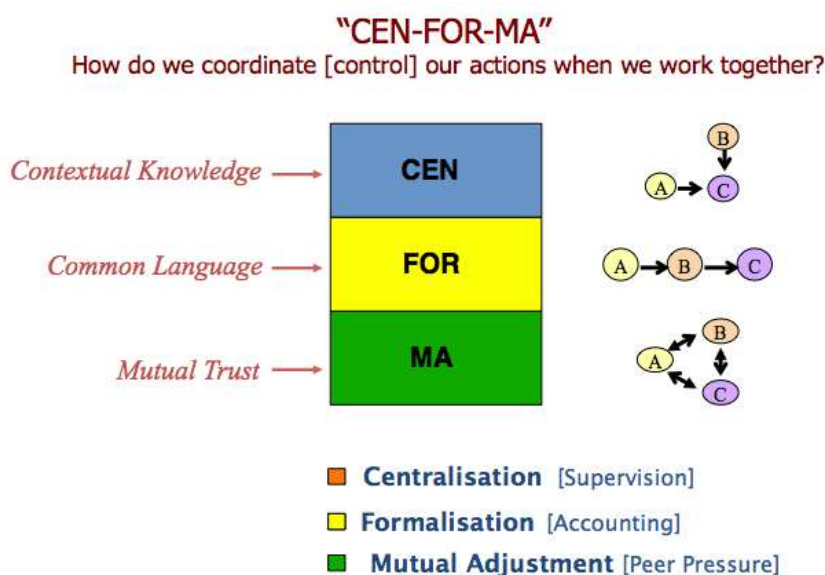 “CEN-FOR-MA”
How do we coordinate [control] our actions when we work together?
Contextual Knowledge
CEN
B
A
C
Common Language
FOR
A
B
C
Mutual Trust
MA
B
A
C
Centralisation [Supervision]
Formalisation [Accounting]
Mutual Adjustment [Peer Pressure]